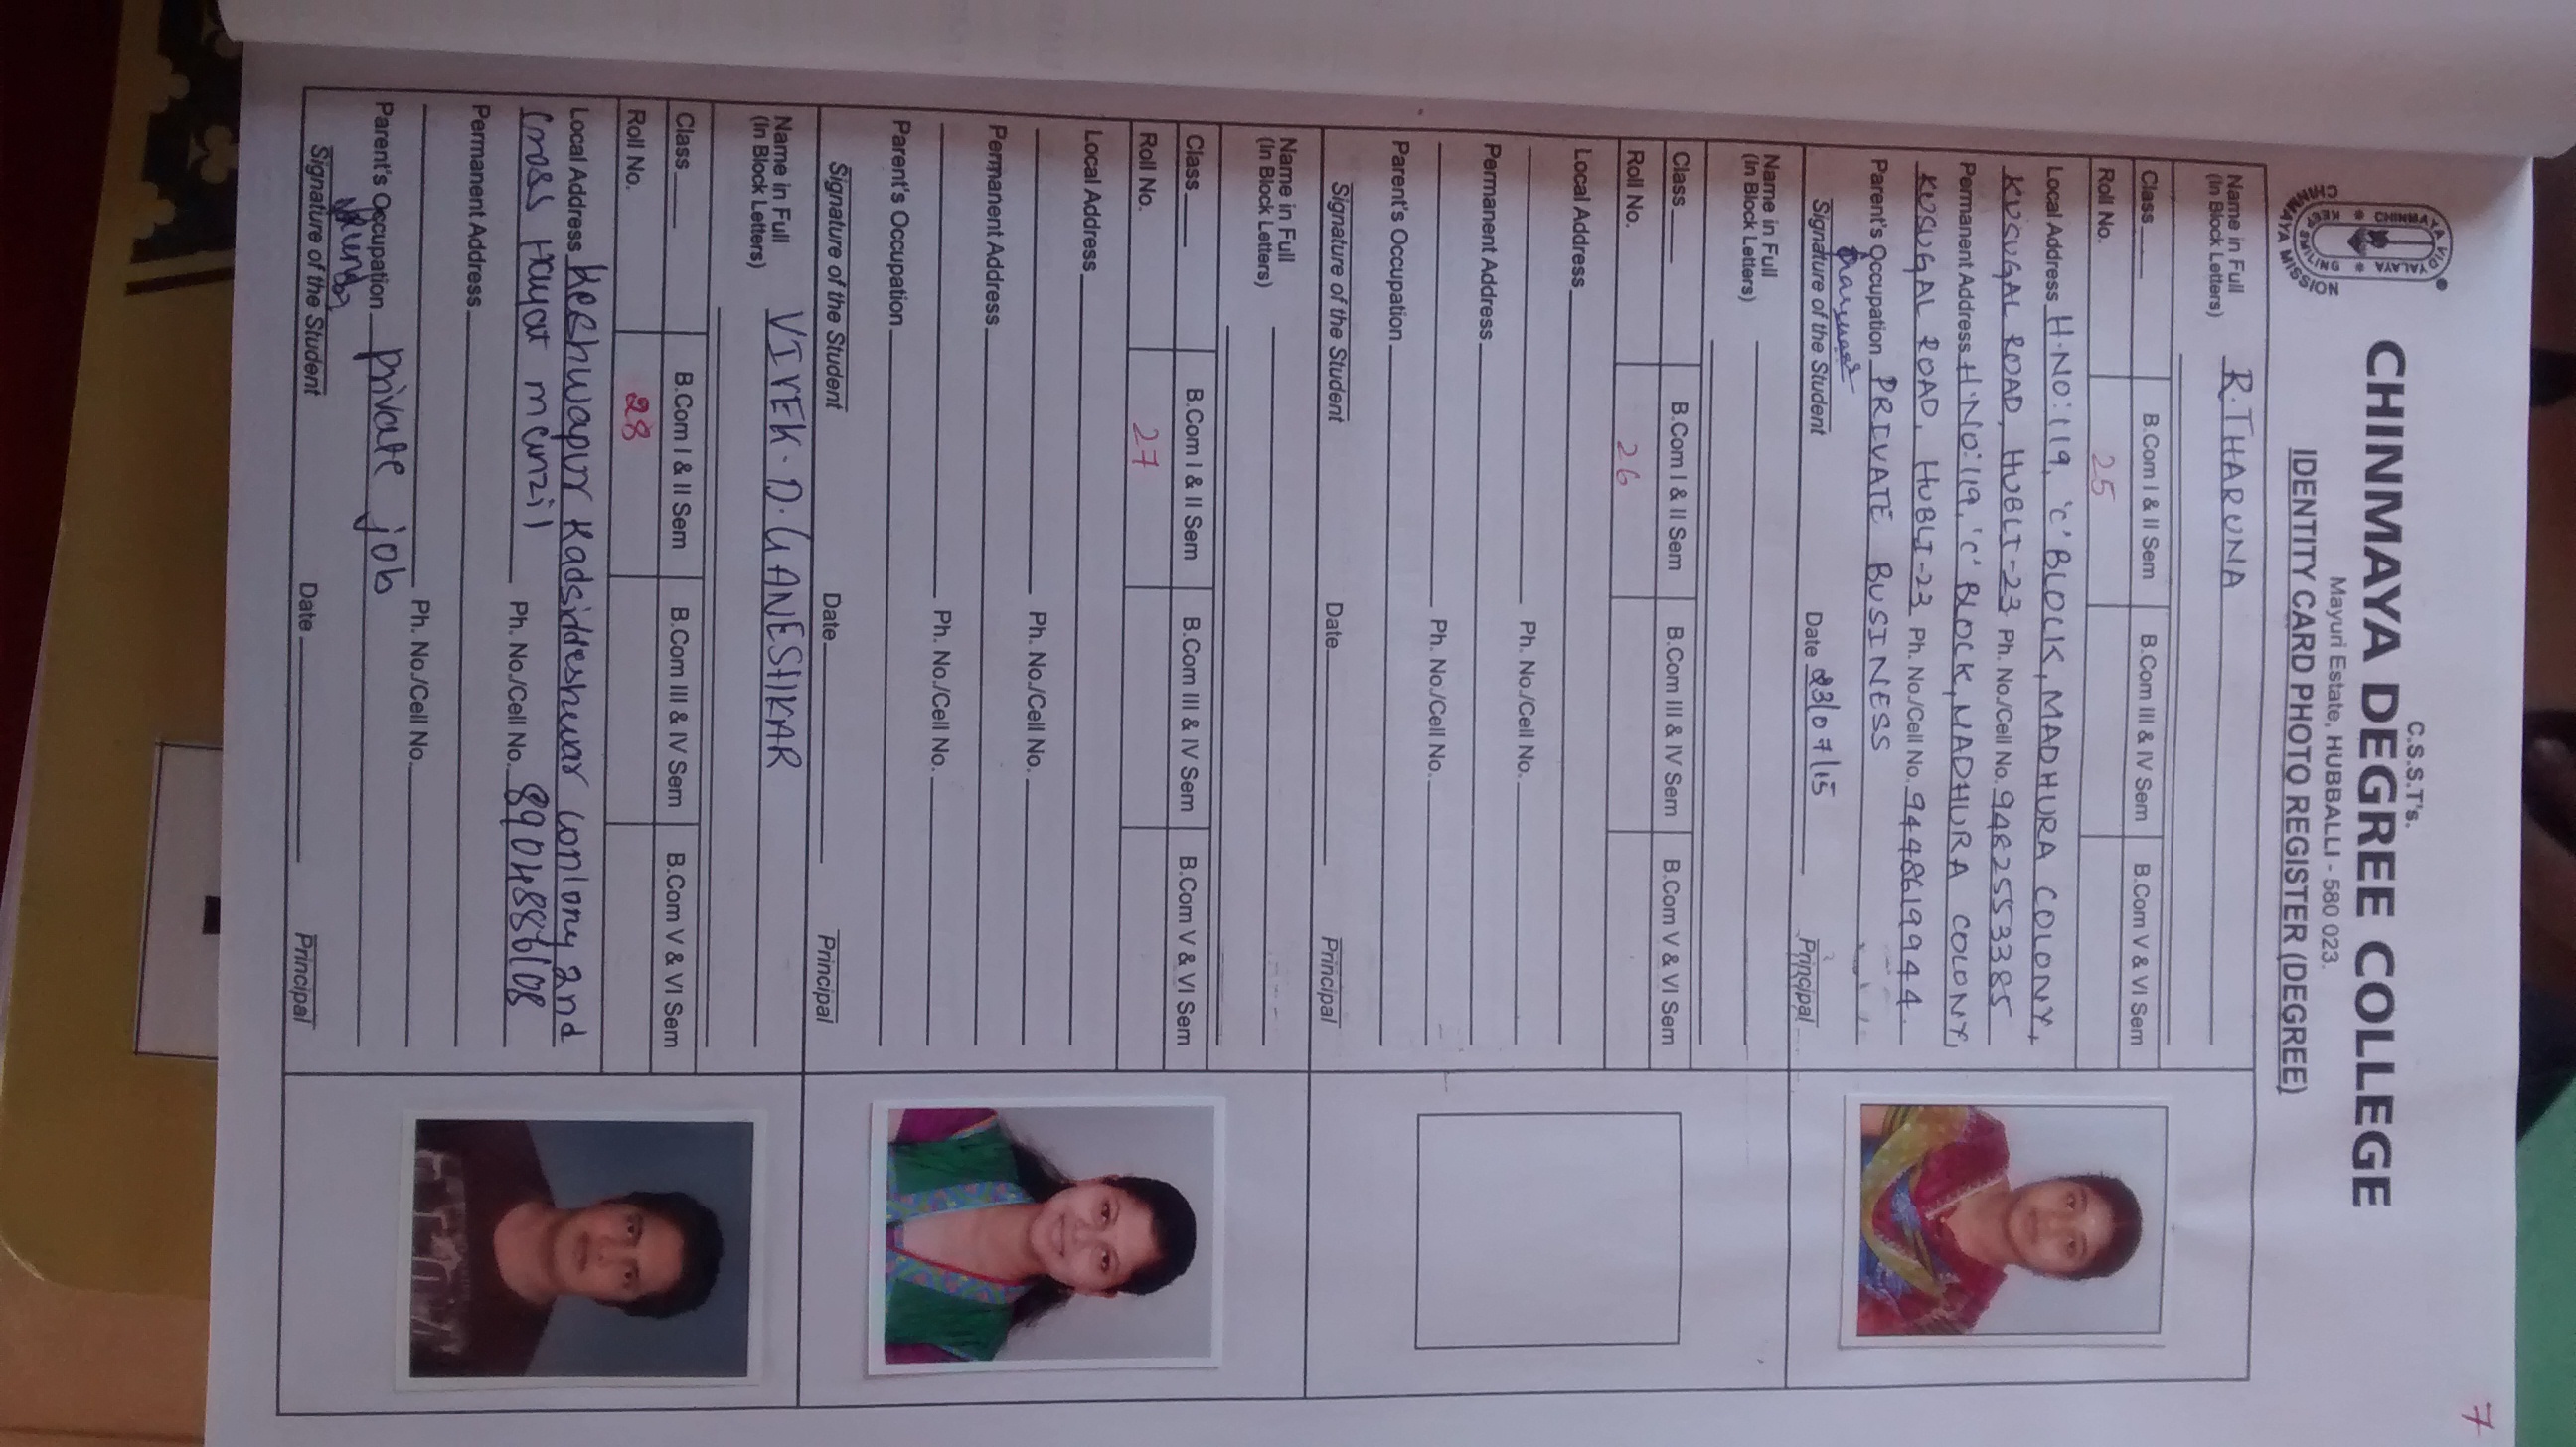 7
C.S.S.T's.
CHINMAYA DEGREE COLLEGE
Mayuri Estate, HUBBALLI - 580 023.
IDENTITY CARD PHOTO REGISTER (DEGREE)
CHINMAYA VIDYALAYA
KEEP SMILING
CHINMAYA MISSION
Name in Full R. THARUNA
(In Block Letters)
Class B.Com I & II Sem B.Com III & IV Sem B.Com V & VI Sem
Roll No. 25
Local Address H.NO:119, 'C' BLOCK, MADHURA COLONY,
KUSUGAL ROAD, HUBLI-23 Ph. No./Cell No. 9482553385
Permanent Address H.NO:119, 'C' BLOCK, MADHURA COLONY,
KUSUGAL ROAD, HUBLI-23 Ph. No./Cell No. 9448619944.
Parent's Occupation PRIVATE BUSINESS
Signature of the Student Date 23/07/15 Principal
Name in Full
(In Block Letters)
Class B.Com I & II Sem B.Com III & IV Sem B.Com V & VI Sem
Roll No. 26
Local Address
Ph. No./Cell No.
Permanent Address
Ph. No./Cell No.
Parent's Occupation
Signature of the Student Date Principal
Name in Full
(In Block Letters)
Class B.Com I & II Sem B.Com III & IV Sem B.Com V & VI Sem
Roll No. 27
Local Address
Ph. No./Cell No.
Permanent Address
Ph. No./Cell No.
Parent's Occupation
Signature of the Student Date Principal
Name in Full VIVEK. D. GANESHKAR
(In Block Letters)
Class B.Com I & II Sem B.Com III & IV Sem B.Com V & VI Sem
Roll No. 28
Local Address Keshwapur Kadsiddeshwar conlony 2nd
cross Hayat manzil Ph. No./Cell No. 8904886108
Permanent Address
Ph. No./Cell No.
Parent's Occupation private job
Signature of the Student Date Principal